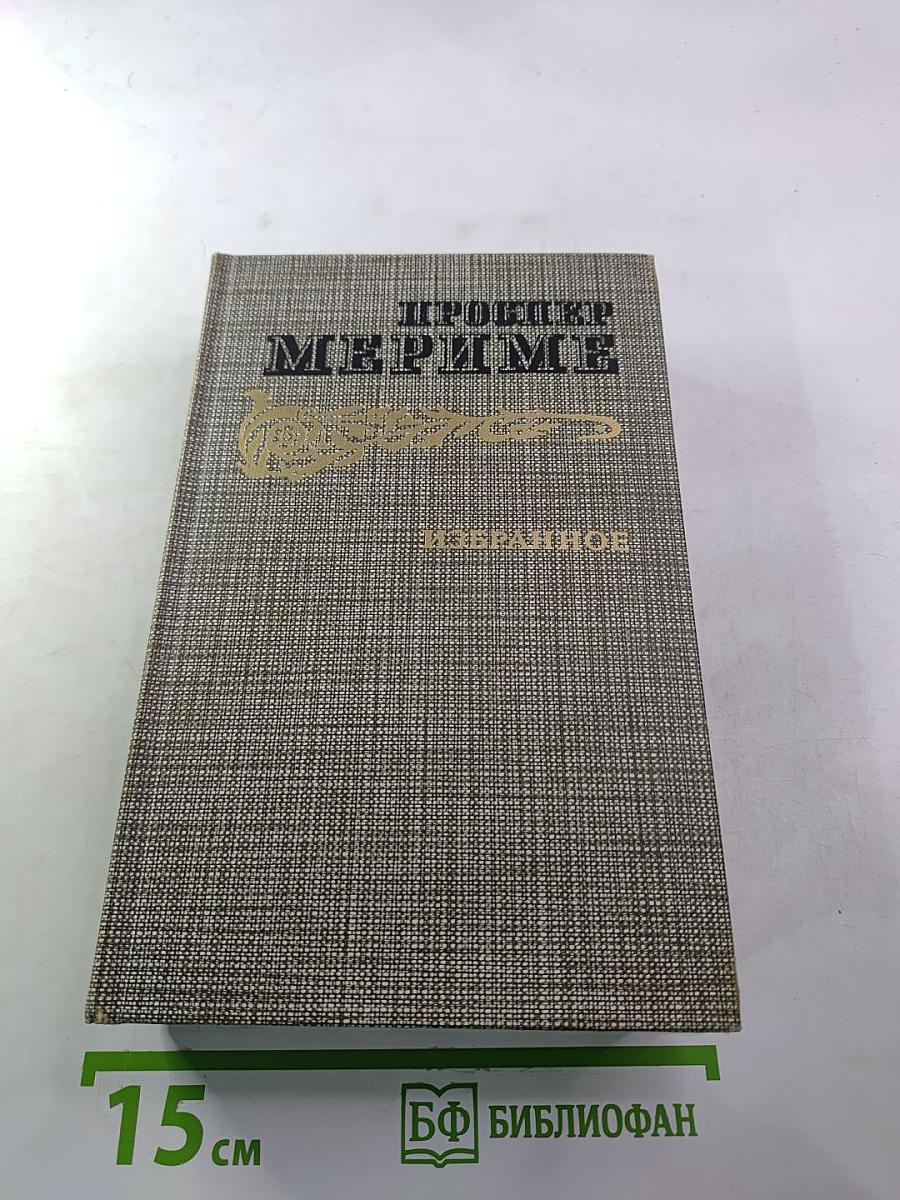 ПРОСПЕР
МЕРИМЕ
ИЗБРАННОЕ
15 см
БФ БИБЛИОФАН